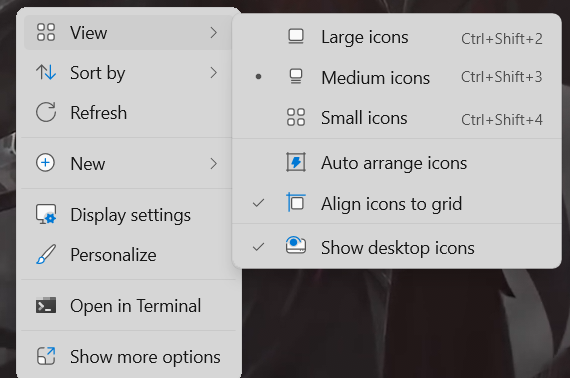 View
Sort by
Refresh
New
Display settings
Personalize
Open in Terminal
Show more options
Large icons Ctrl+Shift+2
Medium icons Ctrl+Shift+3
Small icons Ctrl+Shift+4
Auto arrange icons
Align icons to grid
Show desktop icons